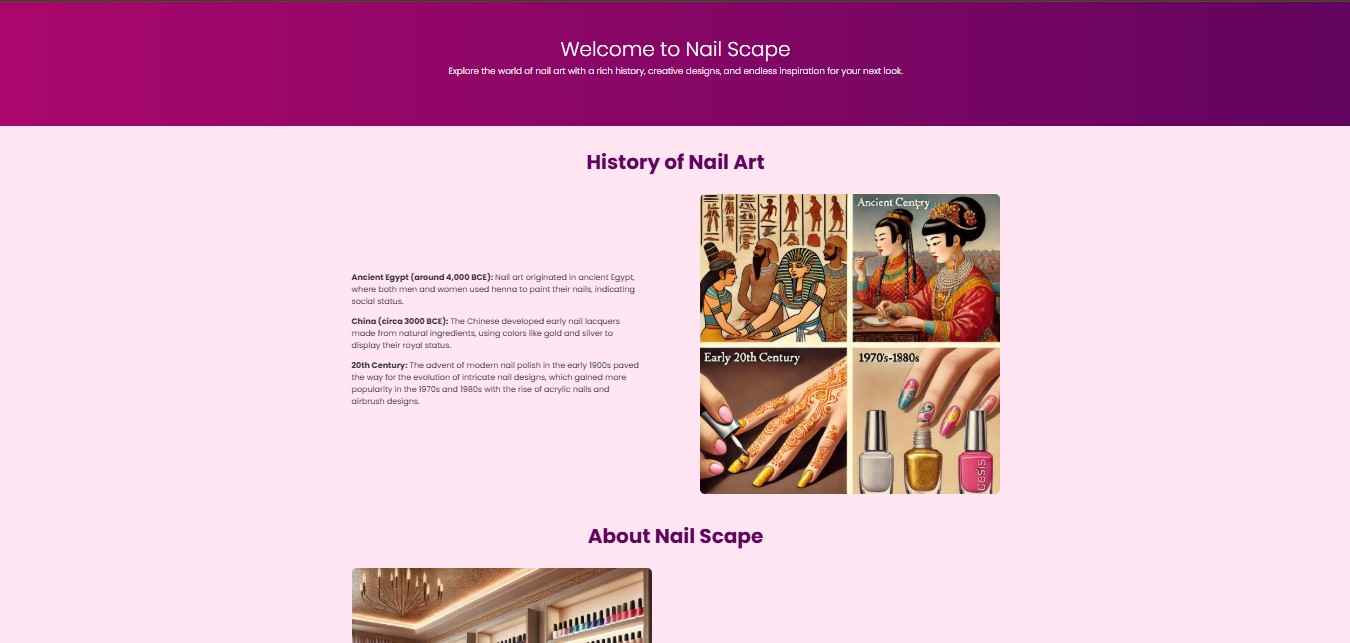 Welcome to Nail Scape
Explore the world of nail art with a rich history, creative designs, and endless inspiration for your next look.
History of Nail Art
Ancient Egypt (around 4,000 BCE): Nail art originated in ancient Egypt,
where both men and women used henna to paint their nails, indicating
social status.
China (circa 3000 BCE): The Chinese developed early nail lacquers
made from natural ingredients, using colors like gold and silver to
display their royal status.
20th Century: The advent of modern nail polish in the early 1900s paved
the way for the evolution of intricate nail designs, which gained more
popularity in the 1970s and 1980s with the rise of acrylic nails and
airbrush designs.
Ancient Centpry
Early 20th Century
1970's-1880s
About Nail Scape